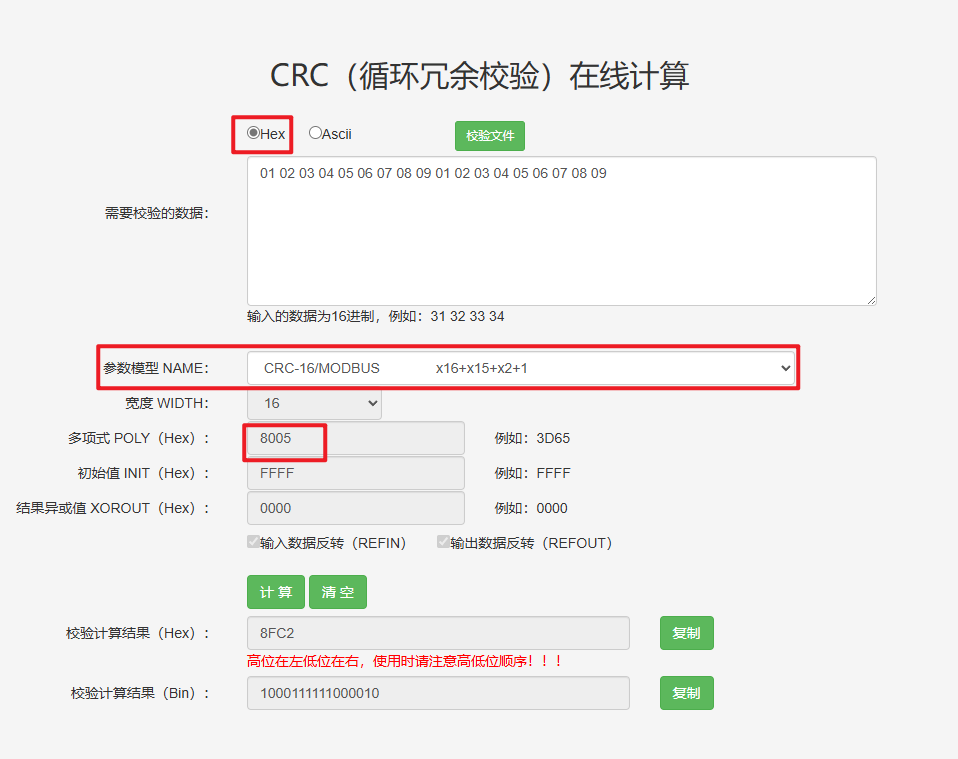 CRC（循环冗余校验）在线计算
Hex Ascii 校验文件
需要校验的数据： 01 02 03 04 05 06 07 08 09 01 02 03 04 05 06 07 08 09
输入的数据为16进制，例如：31 32 33 34
参数模型 NAME： CRC-16/MODBUS x16+x15+x2+1
宽度 WIDTH： 16
多项式 POLY（Hex）： 8005 例如：3D65
初始值 INIT（Hex）： FFFF 例如：FFFF
结果异或值 XOROUT（Hex）： 0000 例如：0000
输入数据反转（REFIN） 输出数据反转（REFOUT）
计 算 清 空
校验计算结果（Hex）： 8FC2 复制
高位在左低位在右，使用时请注意高低位顺序！！！
校验计算结果（Bin）： 1000111111000010 复制